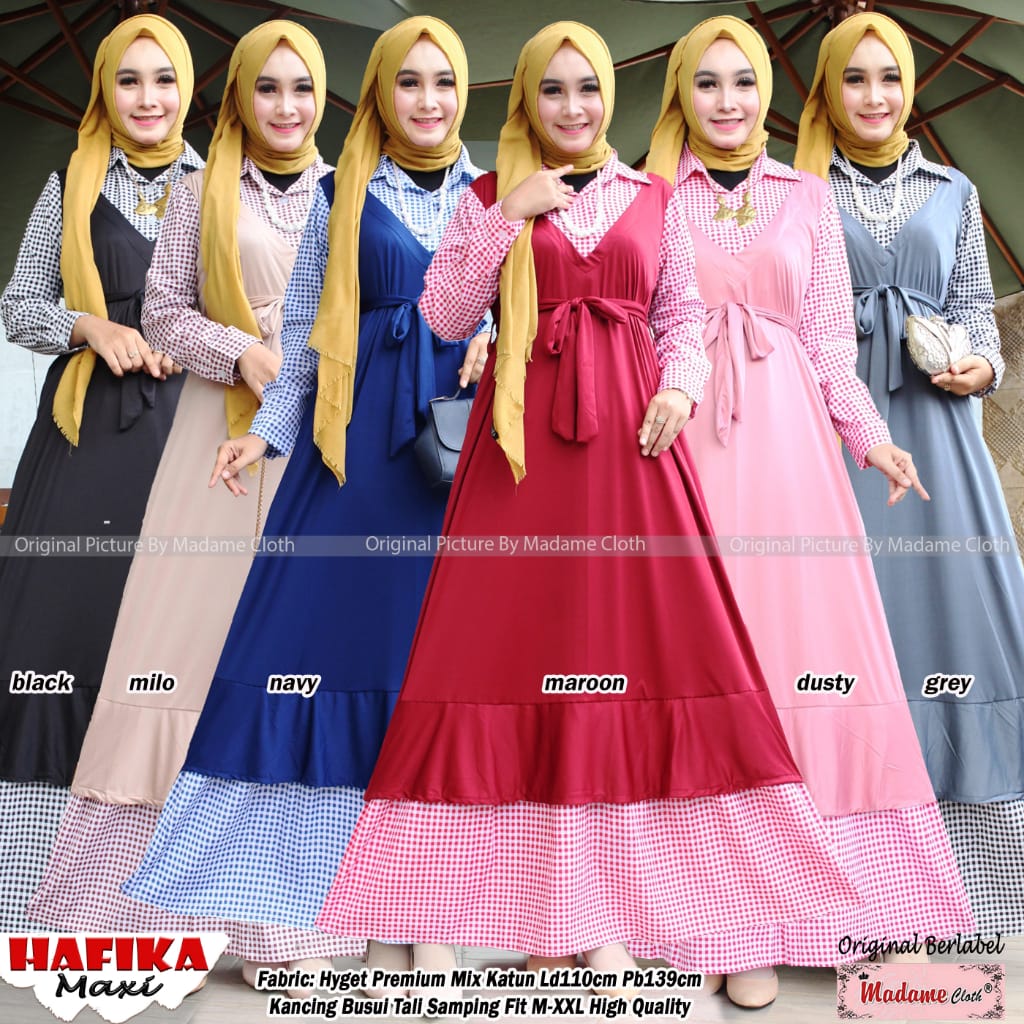 Original Picture By Madame Cloth
Original Picture By Madame Cloth
Original Picture By Madame Cloth
black
milo
navy
maroon
dusty
grey
HAFIKA
Maxi
Fabric: Hyget Premium Mix Katun Ld110cm Pb139cm
Kancing Busui Tali Samping Fit M-XXL High Quality
Original Berlabel
Madame Cloth®